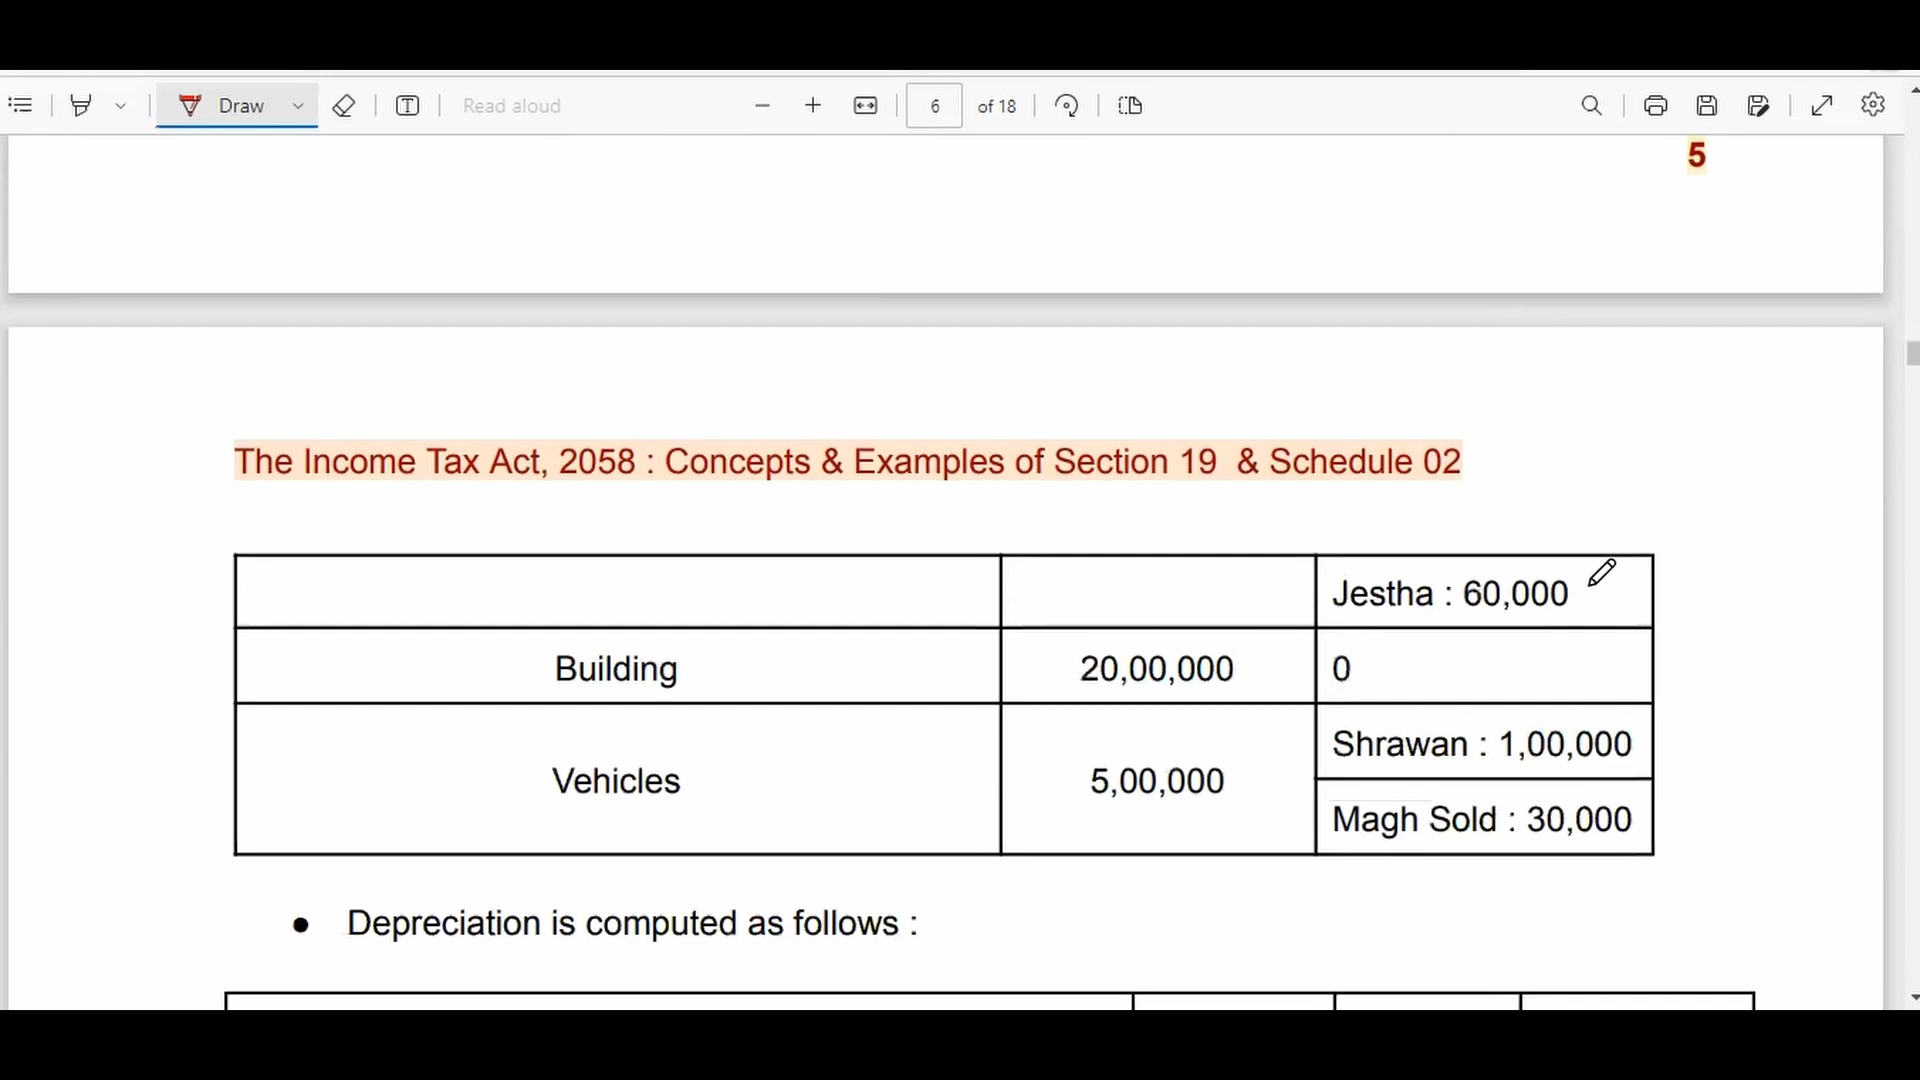 Draw
Read aloud
6 of 18
5
The Income Tax Act, 2058 : Concepts & Examples of Section 19 & Schedule 02
Jestha : 60,000
Building 20,00,000 0
Vehicles 5,00,000 Shrawan : 1,00,000
Magh Sold : 30,000
● Depreciation is computed as follows :